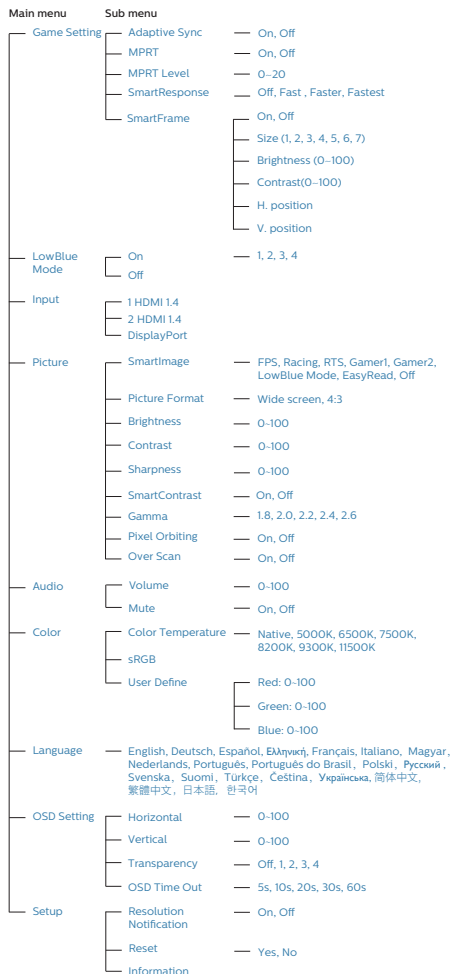 Main menu Sub menu
Game Setting Adaptive Sync On, Off
MPRT On, Off
MPRT Level 0–20
SmartResponse Off, Fast , Faster, Fastest
SmartFrame On, Off
Size (1, 2, 3, 4, 5, 6, 7)
Brightness (0–100)
Contrast(0–100)
H. position
V. position
LowBlue On 1, 2, 3, 4
Mode
Off
Input 1 HDMI 1.4
2 HDMI 1.4
DisplayPort
Picture SmartImage FPS, Racing, RTS, Gamer1, Gamer2,
LowBlue Mode, EasyRead, Off
Picture Format Wide screen, 4:3
Brightness 0~100
Contrast 0~100
Sharpness 0~100
SmartContrast On, Off
Gamma 1.8, 2.0, 2.2, 2.4, 2.6
Pixel Orbiting On, Off
Over Scan On, Off
Audio Volume 0~100
Mute On, Off
Color Color Temperature Native, 5000K, 6500K, 7500K,
8200K, 9300K, 11500K
sRGB
User Define Red: 0~100
Green: 0~100
Blue: 0~100
Language English, Deutsch, Español, Ελληνική, Français, Italiano, Magyar,
Nederlands, Português, Português do Brasil, Polski, Русский,
Svenska, Suomi, Türkçe, Čeština, Українська, 简体中文,
繁體中文, 日本語, 한국어
OSD Setting Horizontal 0~100
Vertical 0~100
Transparency Off, 1, 2, 3, 4
OSD Time Out 5s, 10s, 20s, 30s, 60s
Setup Resolution On, Off
Notification
Reset Yes, No
Information